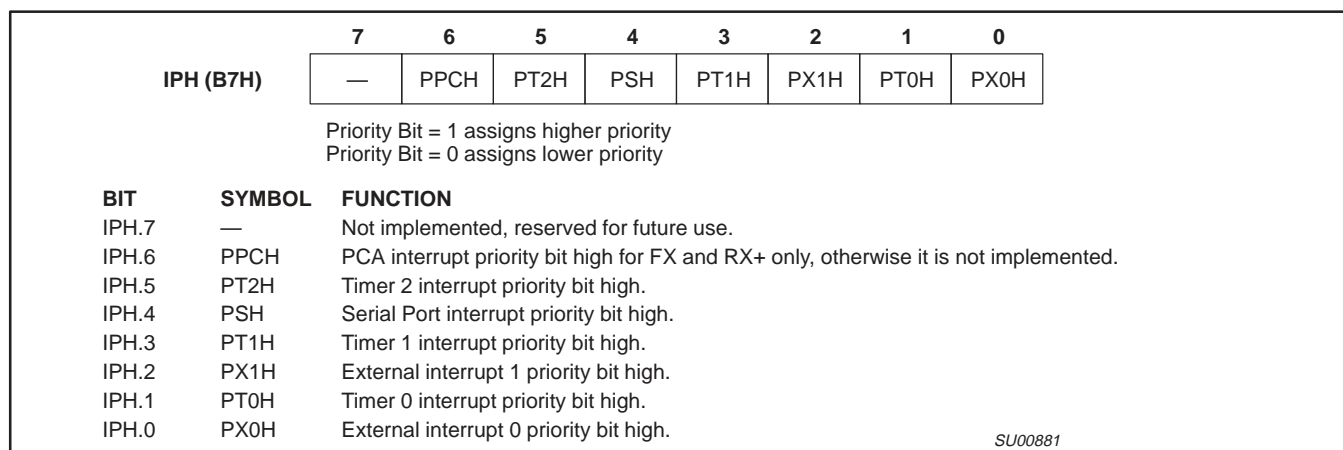 7 6 5 4 3 2 1 0
IPH (B7H) — PPCH PT2H PSH PT1H PX1H PT0H PX0H
Priority Bit = 1 assigns higher priority
Priority Bit = 0 assigns lower priority
BIT SYMBOL FUNCTION
IPH.7 — Not implemented, reserved for future use.
IPH.6 PPCH PCA interrupt priority bit high for FX and RX+ only, otherwise it is not implemented.
IPH.5 PT2H Timer 2 interrupt priority bit high.
IPH.4 PSH Serial Port interrupt priority bit high.
IPH.3 PT1H Timer 1 interrupt priority bit high.
IPH.2 PX1H External interrupt 1 priority bit high.
IPH.1 PT0H Timer 0 interrupt priority bit high.
IPH.0 PX0H External interrupt 0 priority bit high.
SU00881